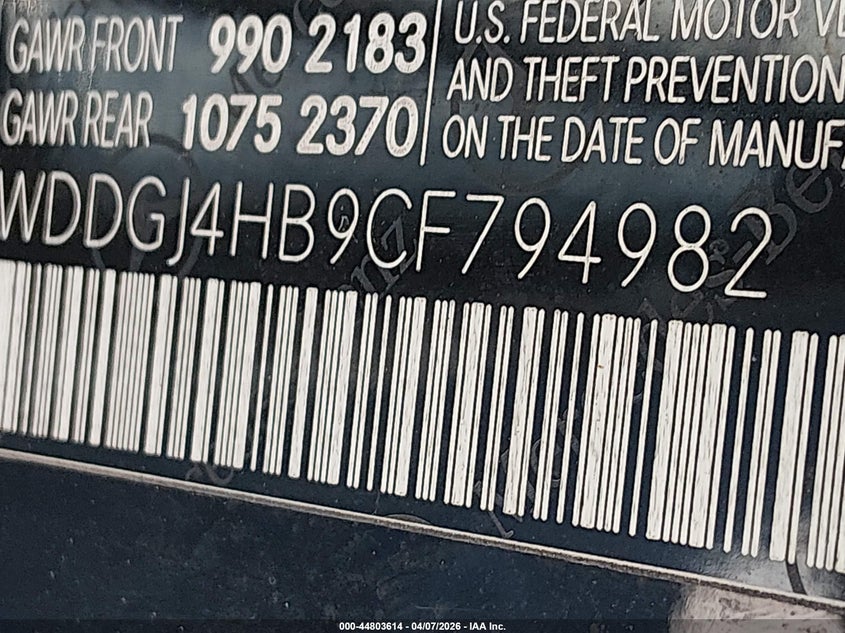 GAWR FRONT 990 2183
GAWR REAR 1075 2370
U.S. FEDERAL MOTOR
AND THEFT PREVENTION
ON THE DATE OF MANUF
WDDGJ4HB9CF794982
000-44803614 - 04/07/2026 - IAA Inc.